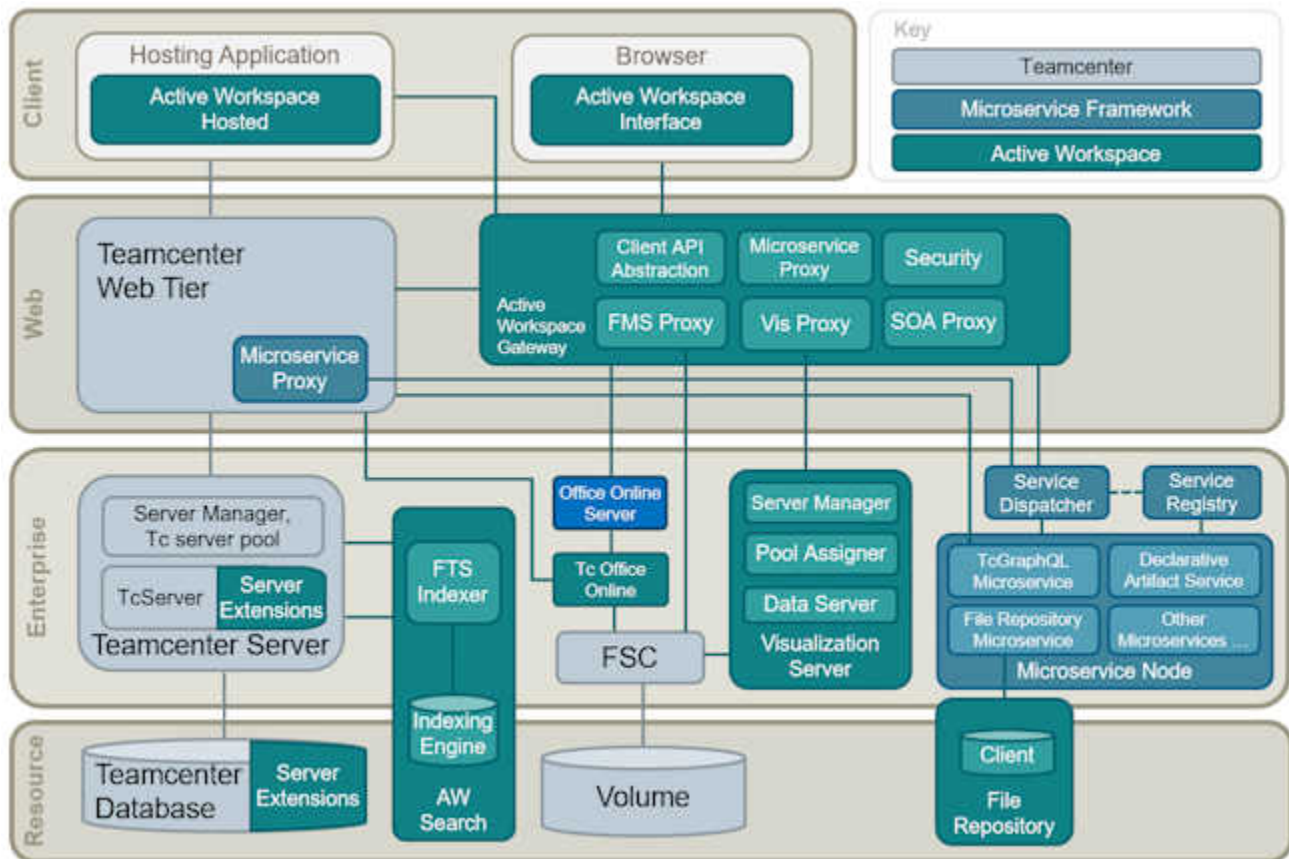 Client
Hosting Application
Active Workspace
Hosted
Browser
Active Workspace
Interface
Key
Teamcenter
Microservice Framework
Active Workspace
Web
Teamcenter
Web Tier
Microservice
Proxy
Active
Workspace
Gateway
Client API
Abstraction
Microservice
Proxy
Security
FMS Proxy
Vis Proxy
SOA Proxy
Enterprise
Server Manager,
Tc server pool
TcServer
Server
Extensions
Teamcenter Server
FTS
Indexer
Office Online
Server
Tc Office
Online
FSC
Server Manager
Pool Assigner
Data Server
Visualization
Server
Service
Dispatcher
Service
Registry
TcGraphQL
Microservice
Declarative
Artifact Service
File Repository
Microservice
Other
Microservices ....
Microservice Node
Resource
Teamcenter
Database
Server
Extensions
Indexing
Engine
AW
Search
Volume
Client
File
Repository